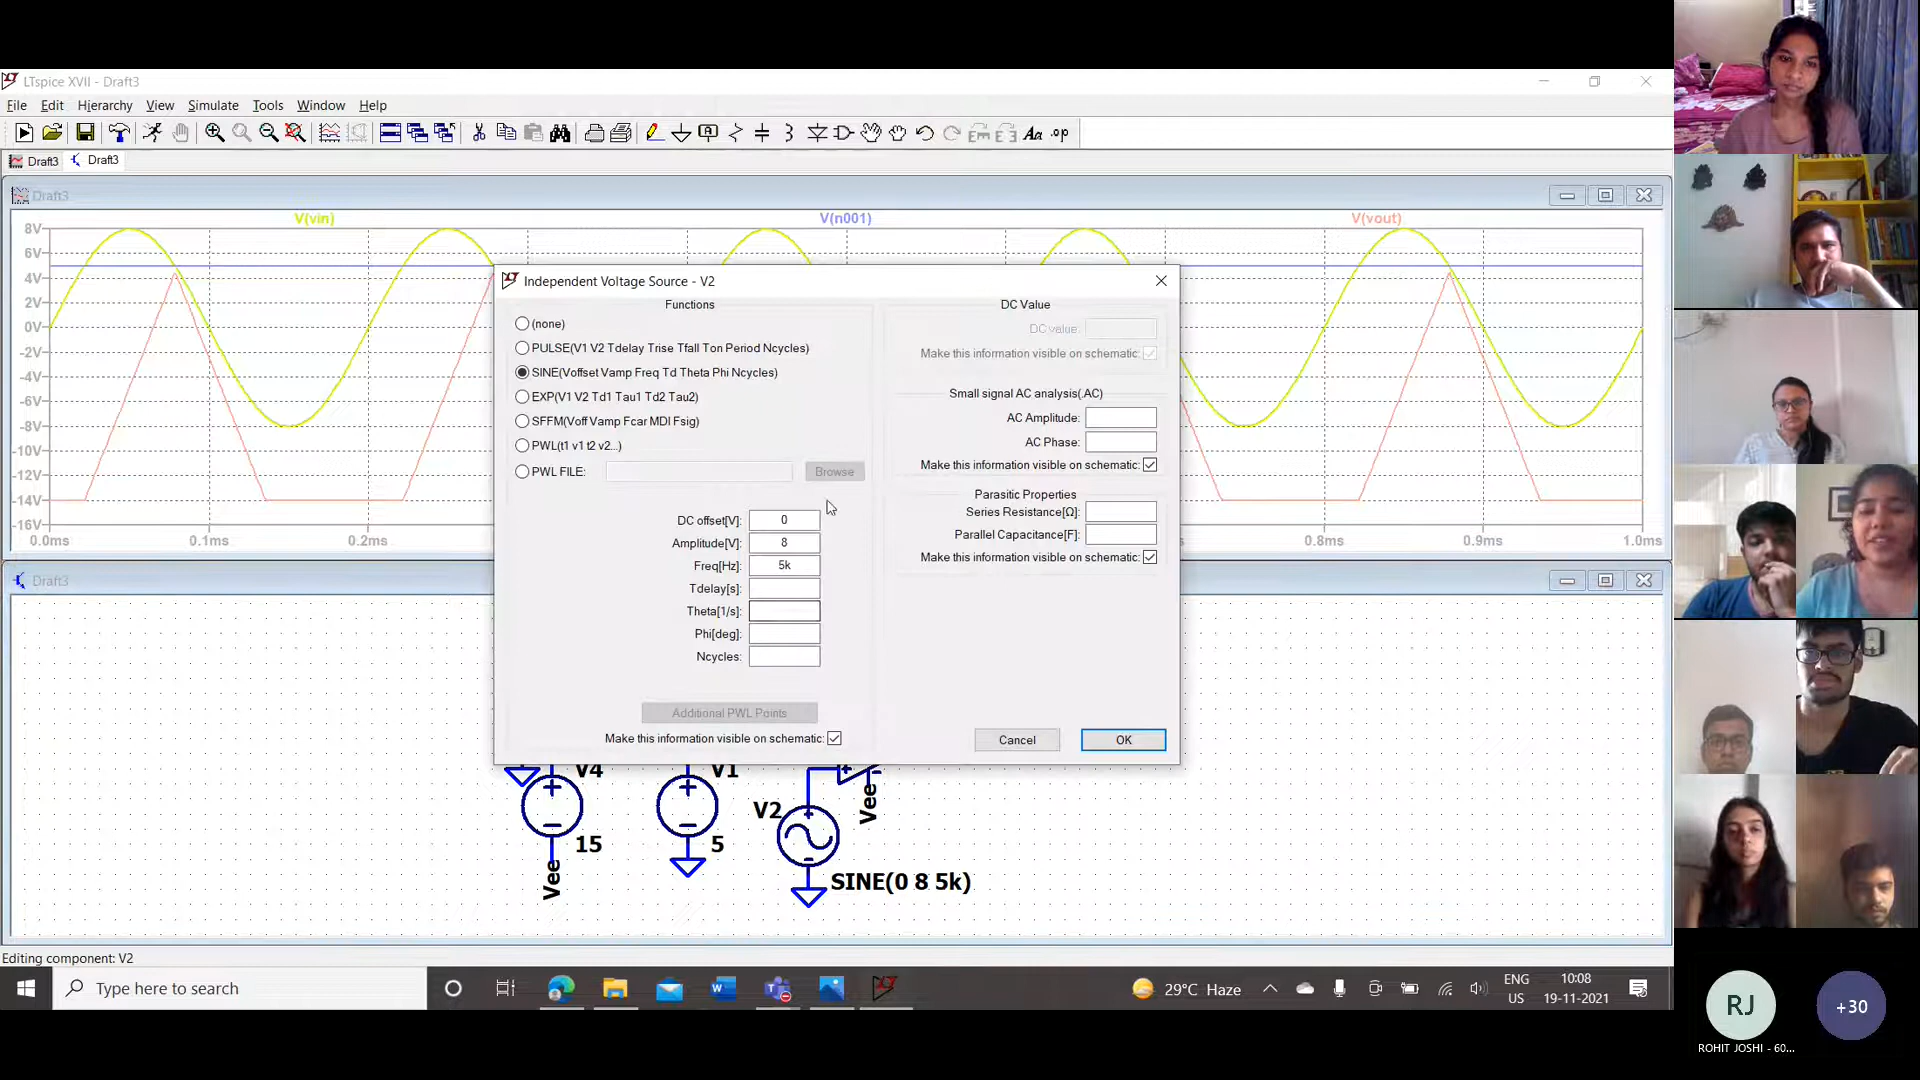 LTspice XVII - Draft3
File Edit Hierarchy View Simulate Tools Window Help
Aa .op
Draft3 Draft3
Draft3
V(vin) V(n001) V(vout)
8V
6V
4V
2V
0V
-2V
-4V
-6V
-8V
-10V
-12V
-14V
-16V
0.0ms 0.1ms 0.2ms 0.8ms 0.9ms 1.0ms
Independent Voltage Source - V2
Functions
(none)
PULSE(V1 V2 Tdelay Trise Tfall Ton Period Ncycles)
SINE(Voffset Vamp Freq Td Theta Phi Ncycles)
EXP(V1 V2 Td1 Tau1 Td2 Tau2)
SFFM(Voff Vamp Fcar MDI Fsig)
PWL(t1 v1 t2 v2...)
PWL FILE: Browse
DC offset[V]: 0
Amplitude[V]: 8
Freq[Hz]: 5k
Tdelay[s]:
Theta[1/s]:
Phi[deg]:
Ncycles:
Additional PWL Points
Make this information visible on schematic:
DC Value
DC value:
Make this information visible on schematic:
Small signal AC analysis(.AC)
AC Amplitude:
AC Phase:
Make this information visible on schematic:
Parasitic Properties
Series Resistance[Ω]:
Parallel Capacitance[F]:
Make this information visible on schematic:
Cancel OK
Draft3
V4 V1
V2
Vee
15 5
Vee
SINE(0 8 5k)
Editing component: V2
Type here to search
29°C Haze
ENG
US
10:08
19-11-2021
RJ
ROHIT JOSHI - 60...
+30